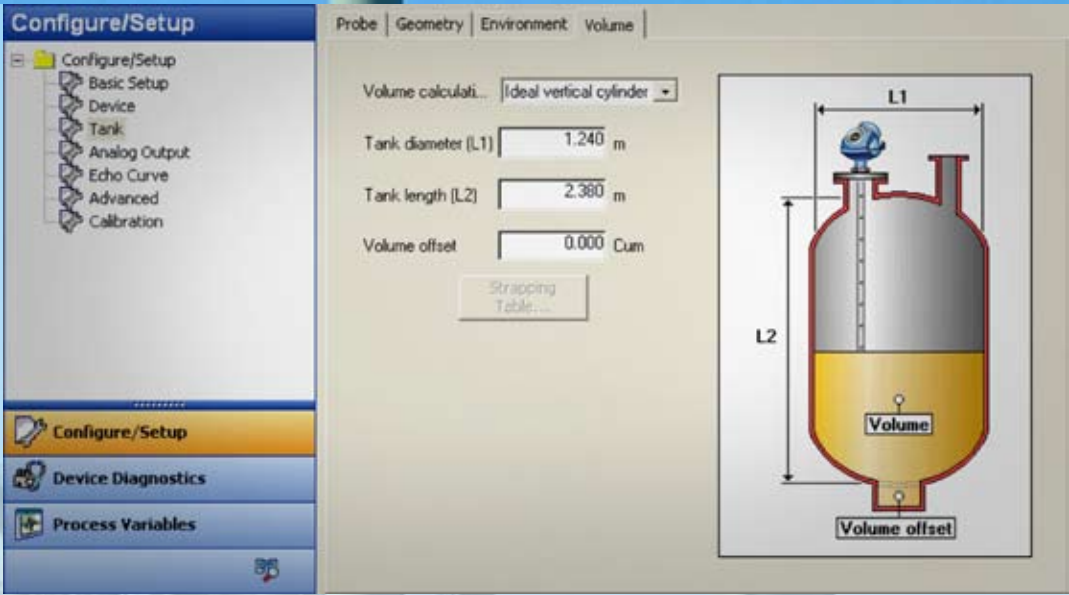 Configure/Setup
Configure/Setup
Basic Setup
Device
Tank
Analog Output
Echo Curve
Advanced
Calibration
Configure/Setup
Device Diagnostics
Process Variables
Probe Geometry Environment Volume
Volume calculati... Ideal vertical cylinder
Tank diameter (L1) 1.240 m
Tank length (L2) 2.380 m
Volume offset 0.000 Cum
Strapping
Table....
L1
L2
Volume
Volume offset